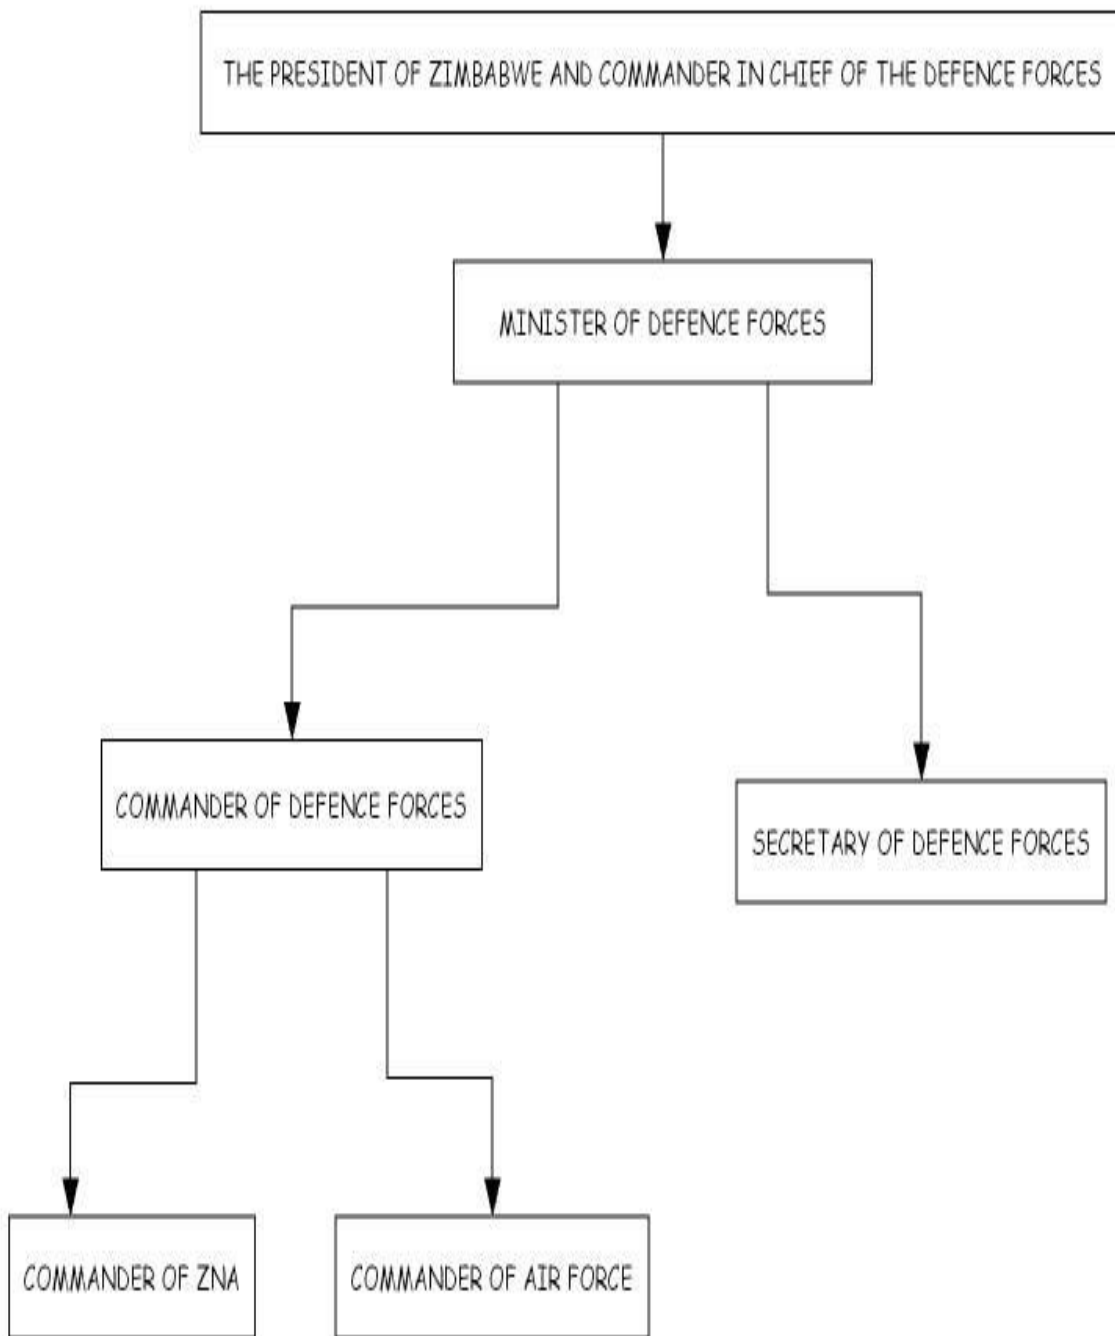 THE PRESIDENT OF ZIMBABWE AND COMMANDER IN CHIEF OF THE DEFENCE FORCES
MINISTER OF DEFENCE FORCES
COMMANDER OF DEFENCE FORCES
SECRETARY OF DEFENCE FORCES
COMMANDER OF ZNA
COMMANDER OF AIR FORCE